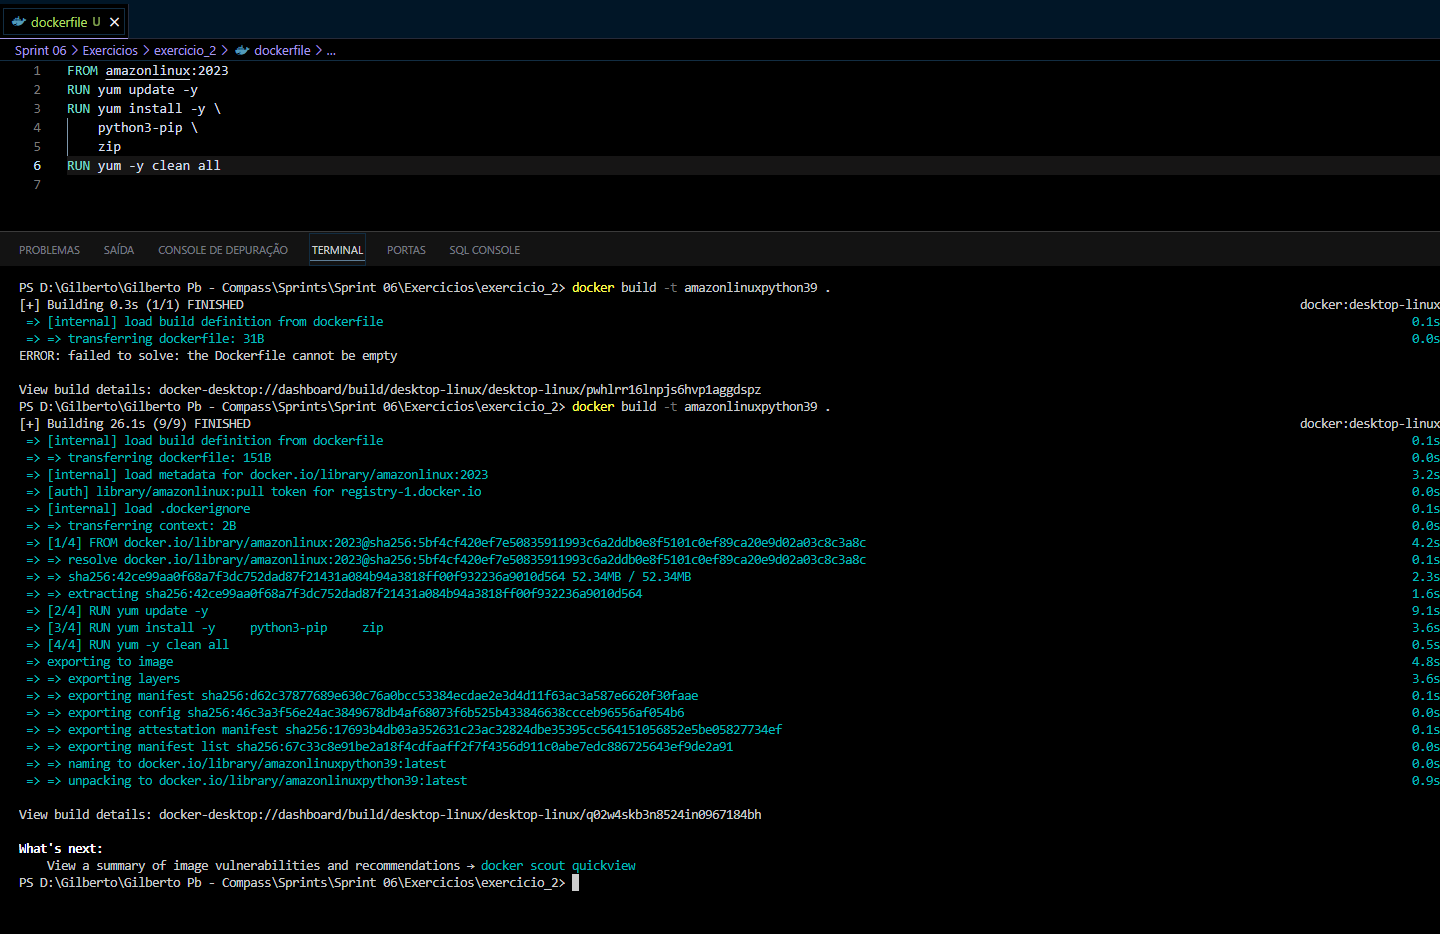 dockerfile U ×
Sprint 06 > Exercicios > exercicio_2 > dockerfile > ...
1 FROM amazonlinux:2023
2 RUN yum update -y
3 RUN yum install -y \
4 python3-pip \
5 zip
6 RUN yum -y clean all
7
PROBLEMAS SAÍDA CONSOLE DE DEPURAÇÃO TERMINAL PORTAS SQL CONSOLE
PS D:\Gilberto\Gilberto Pb - Compass\Sprints\Sprint 06\Exercicios\exercicio_2> docker build -t amazonlinuxpython39 .
[+] Building 0.3s (1/1) FINISHED docker:desktop-linux
=> [internal] load build definition from dockerfile 0.1s
=> => transferring dockerfile: 31B 0.0s
ERROR: failed to solve: the Dockerfile cannot be empty
View build details: docker-desktop://dashboard/build/desktop-linux/desktop-linux/pwhlrr16lnpjs6hvp1aggdspz
PS D:\Gilberto\Gilberto Pb - Compass\Sprints\Sprint 06\Exercicios\exercicio_2> docker build -t amazonlinuxpython39 .
[+] Building 26.1s (9/9) FINISHED docker:desktop-linux
=> [internal] load build definition from dockerfile 0.1s
=> => transferring dockerfile: 151B 0.0s
=> [internal] load metadata for docker.io/library/amazonlinux:2023 3.2s
=> [auth] library/amazonlinux:pull token for registry-1.docker.io 0.0s
=> [internal] load .dockerignore 0.1s
=> => transferring context: 2B 0.0s
=> [1/4] FROM docker.io/library/amazonlinux:2023@sha256:5bf4cf420ef7e50835911993c6a2ddb0e8f5101c0ef89ca20e9d02a03c8c3a8c 4.2s
=> => resolve docker.io/library/amazonlinux:2023@sha256:5bf4cf420ef7e50835911993c6a2ddb0e8f5101c0ef89ca20e9d02a03c8c3a8c 0.1s
=> => sha256:42ce99aa0f68a7f3dc752dad87f21431a084b94a3818ff00f932236a9010d564 52.34MB / 52.34MB 2.3s
=> => extracting sha256:42ce99aa0f68a7f3dc752dad87f21431a084b94a3818ff00f932236a9010d564 1.6s
=> [2/4] RUN yum update -y 9.1s
=> [3/4] RUN yum install -y     python3-pip     zip 3.6s
=> [4/4] RUN yum -y clean all 0.5s
=> exporting to image 4.8s
=> => exporting layers 3.6s
=> => exporting manifest sha256:d62c37877689e630c76a0bcc53384ecdae2e3d4d11f63ac3a587e6620f30faae 0.1s
=> => exporting config sha256:46c3a3f56e24ac3849678db4af68073f6b525b433846638ccceb96556af054b6 0.0s
=> => exporting attestation manifest sha256:17693b4db03a352631c23ac32824dbe35395cc564151056852e5be05827734ef 0.1s
=> => exporting manifest list sha256:67c33c8e91be2a18f4cdfaaff2f7f4356d911c0abe7edc886725643ef9de2a91 0.0s
=> => naming to docker.io/library/amazonlinuxpython39:latest 0.0s
=> => unpacking to docker.io/library/amazonlinuxpython39:latest 0.9s
View build details: docker-desktop://dashboard/build/desktop-linux/desktop-linux/q02w4skb3n8524in0967184bh
What's next:
View a summary of image vulnerabilities and recommendations → docker scout quickview
PS D:\Gilberto\Gilberto Pb - Compass\Sprints\Sprint 06\Exercicios\exercicio_2>